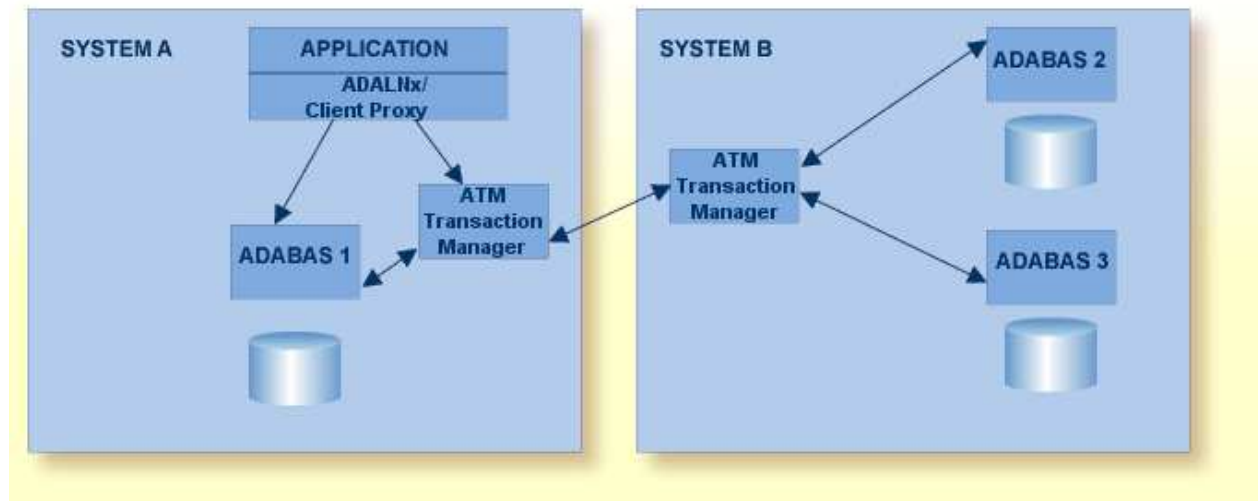 SYSTEM A
APPLICATION
ADALNx/
Client Proxy
ATM
Transaction
Manager
ADABAS 1
SYSTEM B
ADABAS 2
ATM
Transaction
Manager
ADABAS 3